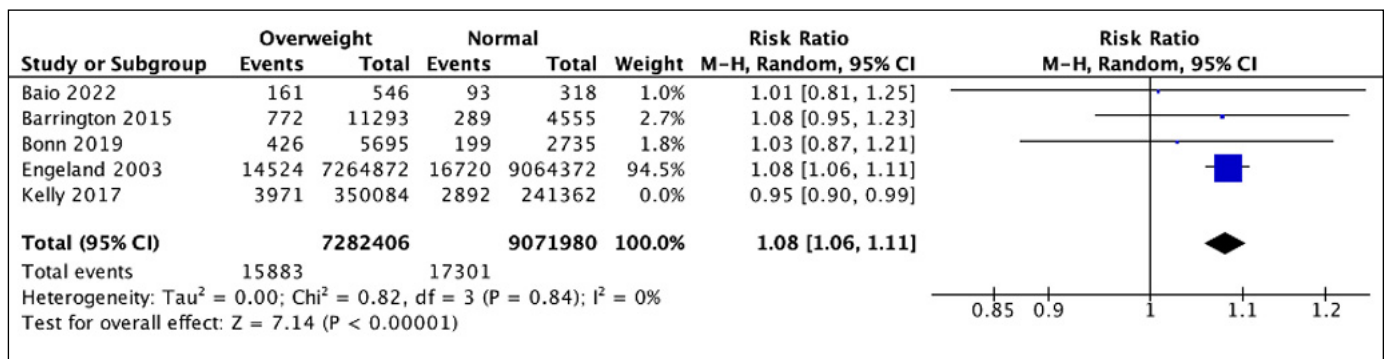 Overweight Normal Risk Ratio Risk Ratio
Study or Subgroup Events Total Events Total Weight M-H, Random, 95% CI M-H, Random, 95% CI
Baio 2022 161 546 93 318 1.0% 1.01 [0.81, 1.25]
Barrington 2015 772 11293 289 4555 2.7% 1.08 [0.95, 1.23]
Bonn 2019 426 5695 199 2735 1.8% 1.03 [0.87, 1.21]
Engeland 2003 14524 7264872 16720 9064372 94.5% 1.08 [1.06, 1.11]
Kelly 2017 3971 350084 2892 241362 0.0% 0.95 [0.90, 0.99]
Total (95% CI) 7282406 9071980 100.0% 1.08 [1.06, 1.11]
Total events 15883 17301
Heterogeneity: Tau² = 0.00; Chi² = 0.82, df = 3 (P = 0.84); I² = 0%
Test for overall effect: Z = 7.14 (P < 0.00001)
0.85 0.9 1 1.1 1.2